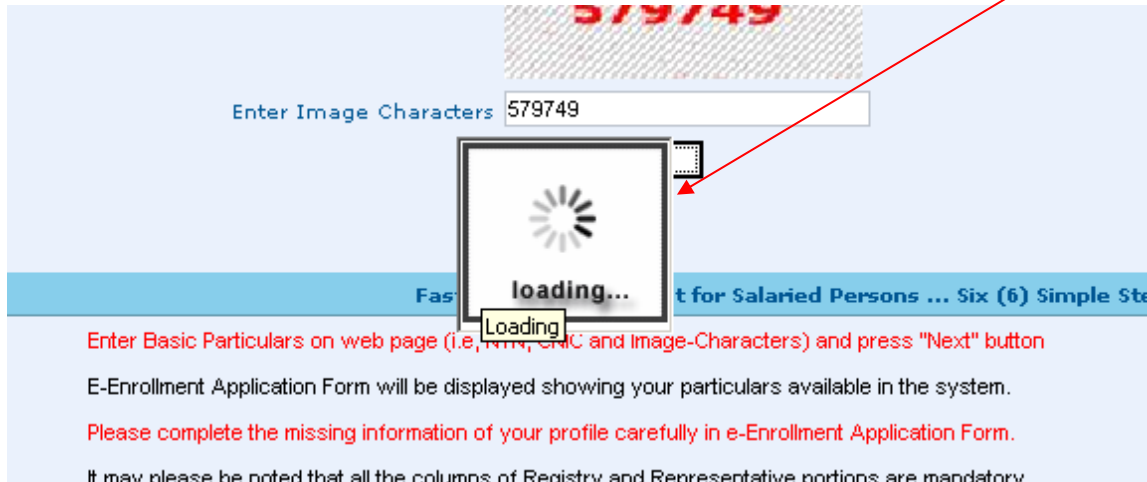 579749
Enter Image Characters 579749
loading...
Fas t for Salaried Persons ... Six (6) Simple Ste
Loading
Enter Basic Particulars on web page (i.e, NTN, CNIC and Image-Characters) and press "Next" button
E-Enrollment Application Form will be displayed showing your particulars available in the system.
Please complete the missing information of your profile carefully in e-Enrollment Application Form.
It may please be noted that all the columns of Registry and Representative portions are mandatory